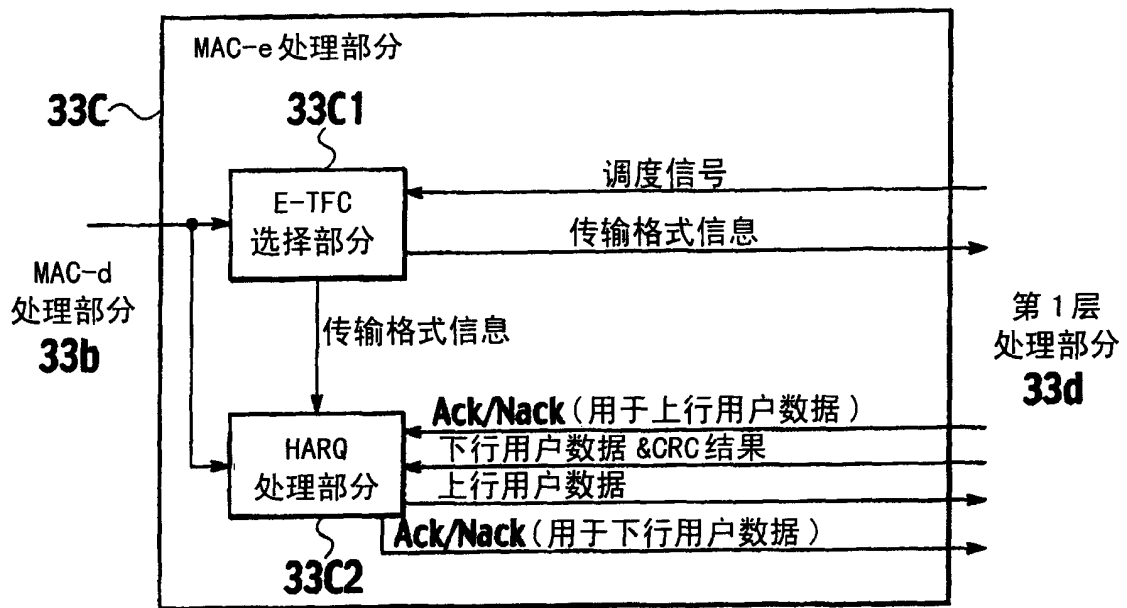 MAC-e处理部分
33C
33C1
E-TFC
选择部分
调度信号
传输格式信息
MAC-d
处理部分
33b
传输格式信息
第1层
处理部分
33d
HARQ
处理部分
Ack/Nack(用于上行用户数据)
下行用户数据&CRC结果
上行用户数据
Ack/Nack(用于下行用户数据)
33C2